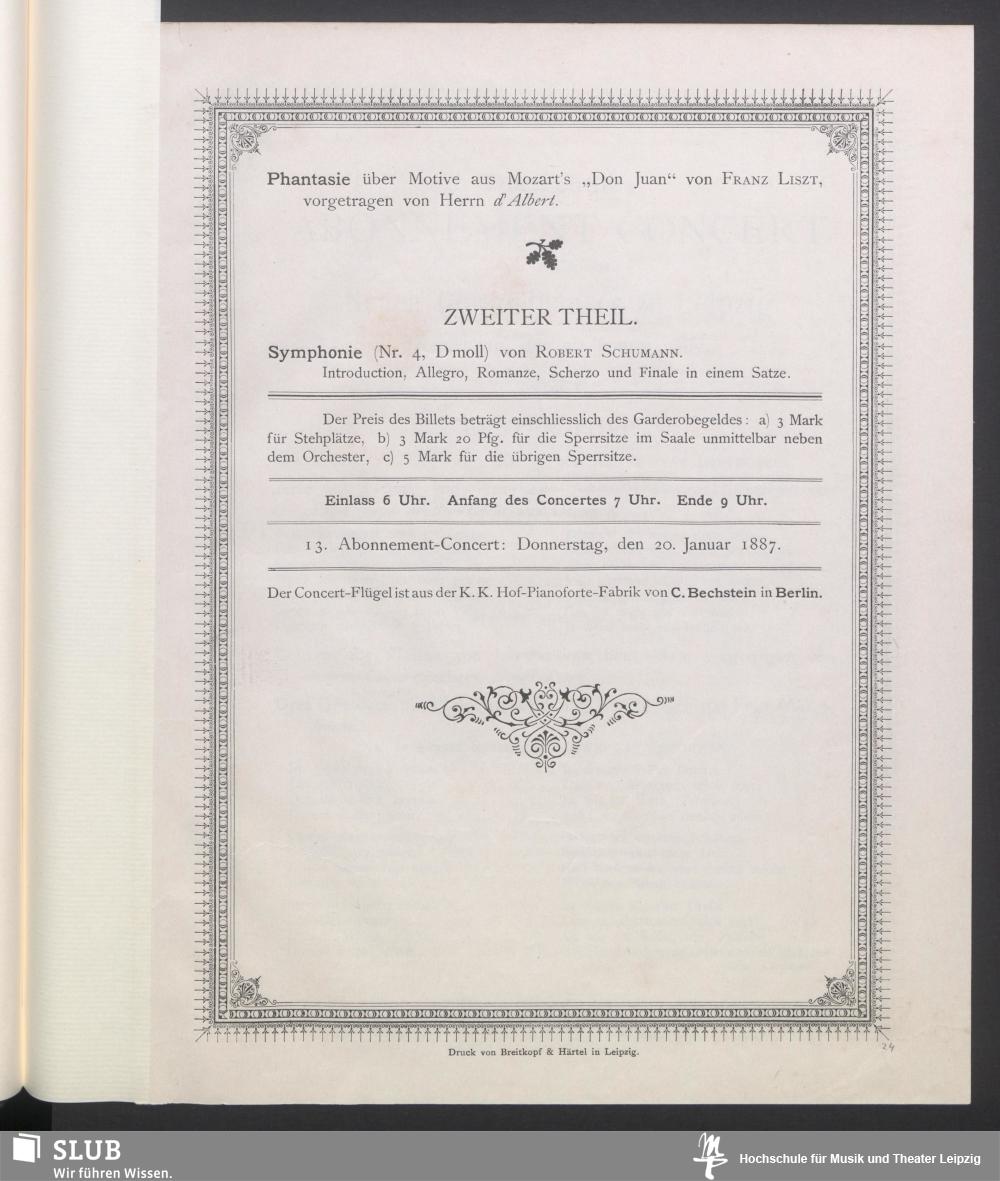 Phantasie über Motive aus Mozart's „Don Juan“ von Franz Liszt,
vorgetragen von Herrn d'Albert.
ZWEITER THEIL.
Symphonie (Nr. 4, Dmoll) von Robert Schumann.
Introduction, Allegro, Romanze, Scherzo und Finale in einem Satze.
Der Preis des Billets beträgt einschliesslich des Garderobegeldes: a) 3 Mark
für Stehplätze, b) 3 Mark 20 Pfg. für die Sperrsitze im Saale unmittelbar neben
dem Orchester, c) 5 Mark für die übrigen Sperrsitze.
Einlass 6 Uhr. Anfang des Concertes 7 Uhr. Ende 9 Uhr.
13. Abonnement-Concert: Donnerstag, den 20. Januar 1887.
Der Concert-Flügel ist aus der K. K. Hof-Pianoforte-Fabrik von C. Bechstein in Berlin.
Druck von Breitkopf & Härtel in Leipzig.
24
SLUB
Wir führen Wissen.
Hochschule für Musik und Theater Leipzig